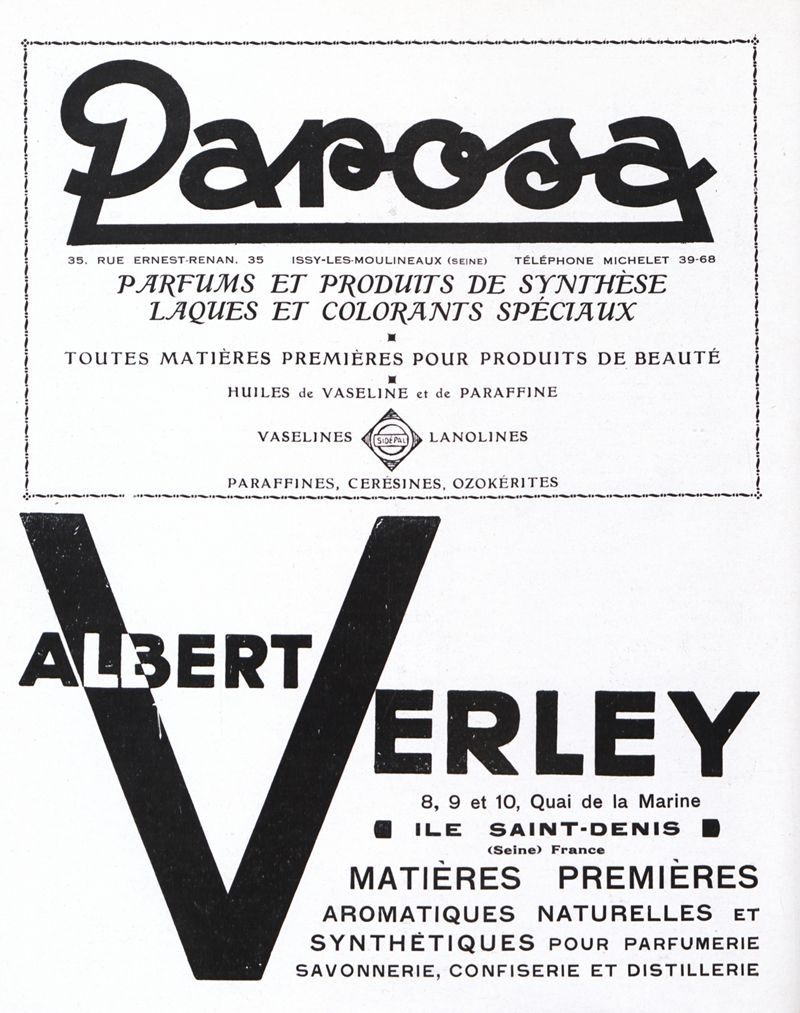 Parosa
35. RUE ERNEST-RENAN. 35 ISSY-LES-MOULINEAUX (SEINE) TÉLÉPHONE MICHELET 39-68
PARFUMS ET PRODUITS DE SYNTHÈSE
LAQUES ET COLORANTS SPÉCIAUX
TOUTES MATIÈRES PREMIÈRES POUR PRODUITS DE BEAUTÉ
HUILES de VASELINE et de PARAFFINE
VASELINES SIDÉPAL LANOLINES
PARAFFINES, CERÉSINES, OZOKÉRITES
ALBERT
VERLEY
8, 9 et 10, Quai de la Marine
ILE SAINT-DENIS
(Seine) France
MATIÈRES PREMIÈRES
AROMATIQUES NATURELLES ET
SYNTHÉTIQUES POUR PARFUMERIE
SAVONNERIE, CONFISERIE ET DISTILLERIE